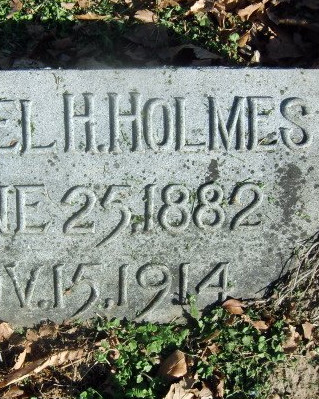 EL H. HOLMES
NE 25, 1882
V. 15, 1914